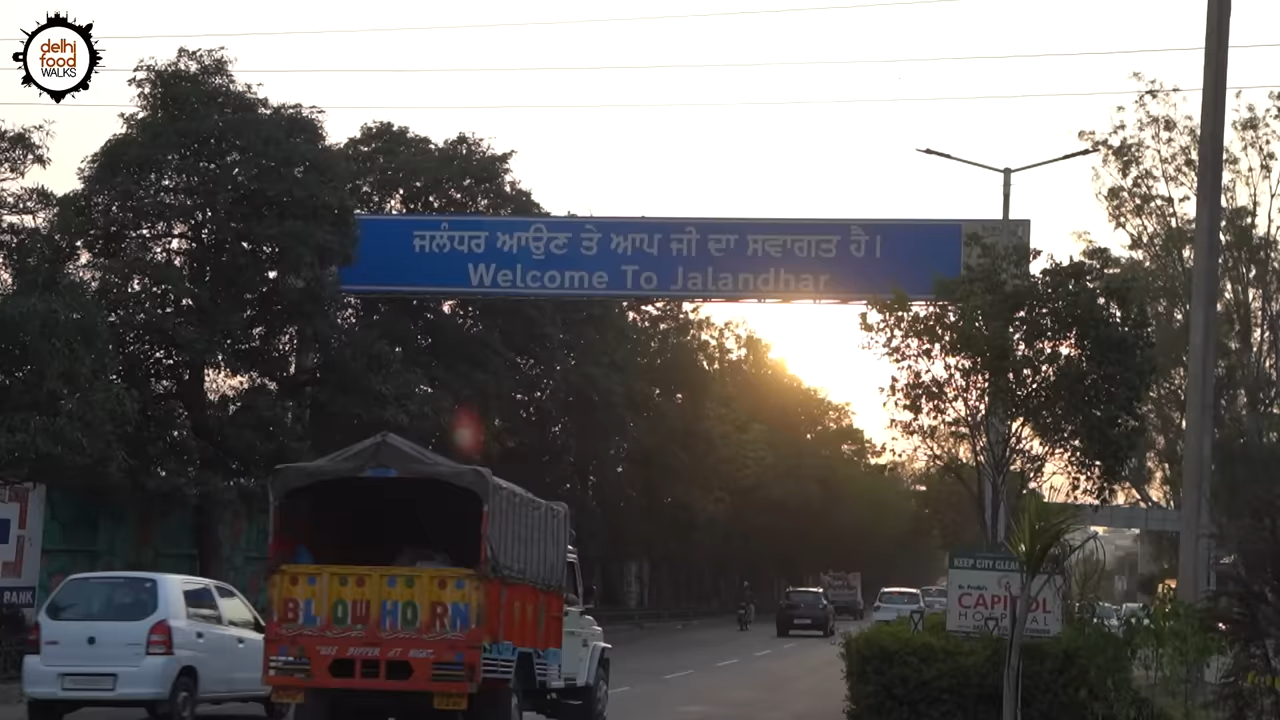 delhi
food
WALKS
ਜਲੰਧਰ ਆਉਣ ਤੇ ਆਪ ਜੀ ਦਾ ਸਵਾਗਤ ਹੈ।
Welcome To Jalandhar
BLOW HORN
"USE DIPPER AT NIGHT"
BANK
KEEP CITY CLEAN
CAPITOL
HOSPITAL